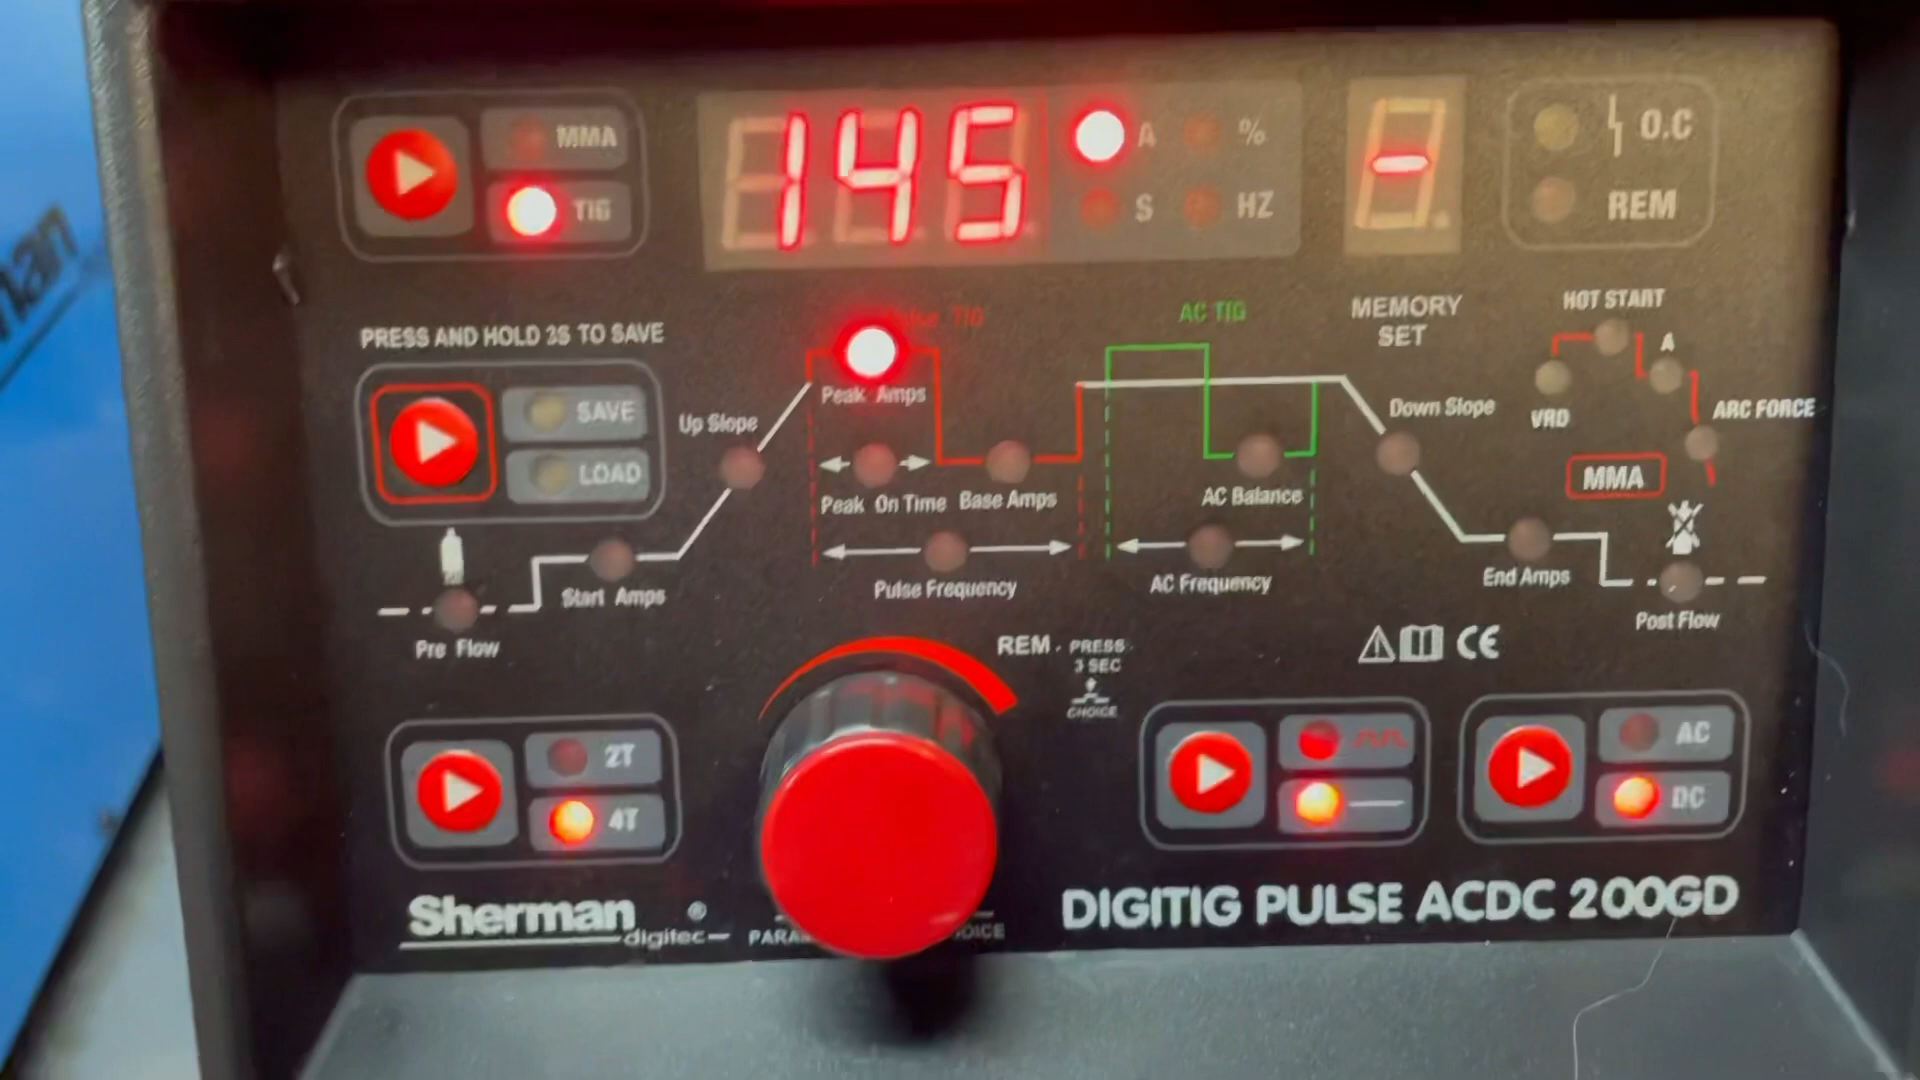 MMA
TIG
145
A
%
S
HZ
-
O.C
REM
PRESS AND HOLD 3S TO SAVE
SAVE
LOAD
TIG
AC TIG
MEMORY
SET
HOT START
A
VRD
ARC FORCE
MMA
Up Slope
Peak Amps
Down Slope
Peak On Time
Base Amps
AC Balance
Pulse Frequency
AC Frequency
Start Amps
End Amps
Pre Flow
Post Flow
REM - PRESS
3 SEC
CHOICE
CE
2T
4T
AC
DC
Sherman ®
digitec
DIGITIG PULSE ACDC 200GD